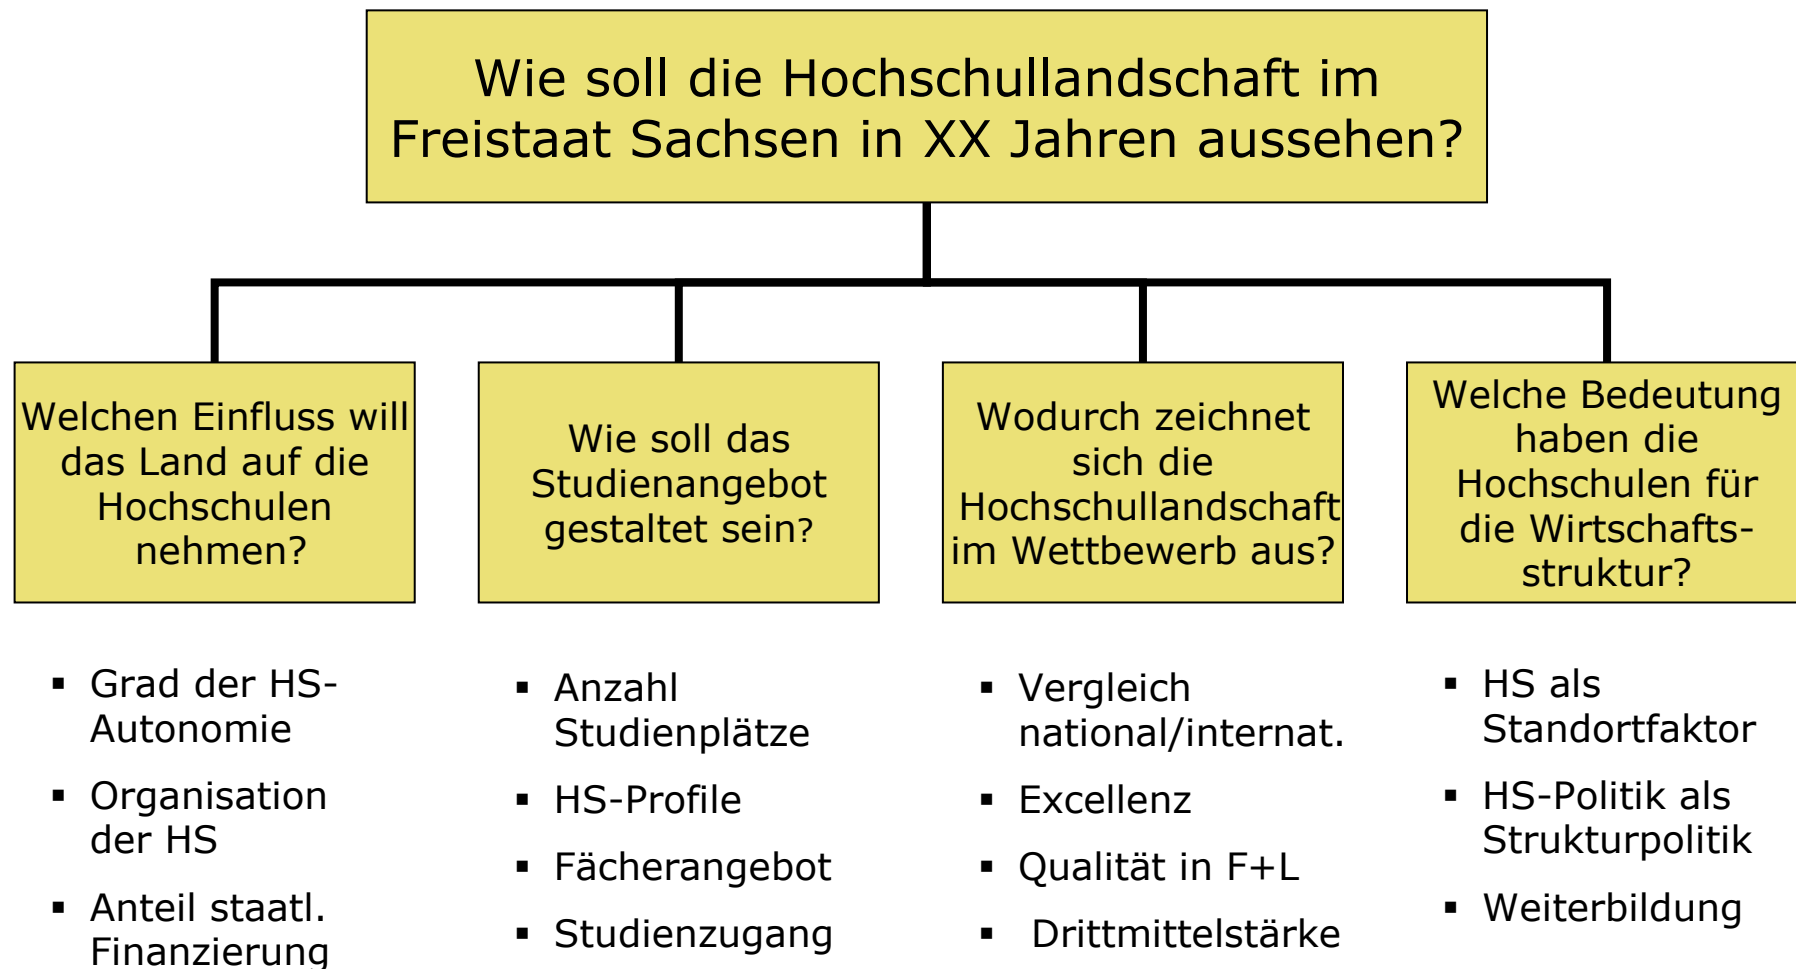 Wie soll die Hochschullandschaft im
Freistaat Sachsen in XX Jahren aussehen?
Welchen Einfluss will
das Land auf die
Hochschulen
nehmen?
Wie soll das
Studienangebot
gestaltet sein?
Wodurch zeichnet
sich die
Hochschullandschaft
im Wettbewerb aus?
Welche Bedeutung
haben die
Hochschulen für
die Wirtschafts-
struktur?
▪ Grad der HS-
Autonomie
▪ Organisation
der HS
▪ Anteil staatl.
Finanzierung
▪ Anzahl
Studienplätze
▪ HS-Profile
▪ Fächerangebot
▪ Studienzugang
▪ Vergleich
national/internat.
▪ Excellenz
▪ Qualität in F+L
▪ Drittmittelstärke
▪ HS als
Standortfaktor
▪ HS-Politik als
Strukturpolitik
▪ Weiterbildung